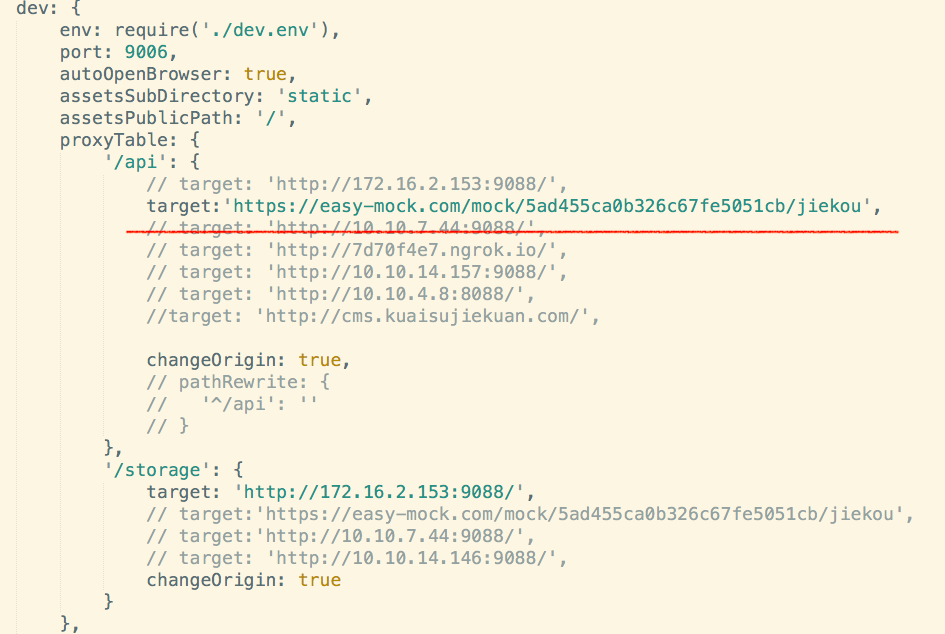 dev: {
env: require('./dev.env'),
port: 9006,
autoOpenBrowser: true,
assetsSubDirectory: 'static',
assetsPublicPath: '/',
proxyTable: {
'/api': {
// target: 'http://172.16.2.153:9088/',
target:'https://easy-mock.com/mock/5ad455ca0b326c67fe5051cb/jiekou',
// target: 'http://10.10.7.44:9088/',
// target: 'http://7d70f4e7.ngrok.io/',
// target: 'http://10.10.14.157:9088/',
// target: 'http://10.10.4.8:8088/',
//target: 'http://cms.kuaisujiekuan.com/',
changeOrigin: true,
// pathRewrite: {
//   '^/api': ''
// }
},
'/storage': {
target: 'http://172.16.2.153:9088/',
// target:'https://easy-mock.com/mock/5ad455ca0b326c67fe5051cb/jiekou',
// target:'http://10.10.7.44:9088/',
// target: 'http://10.10.14.146:9088/',
changeOrigin: true
}
},